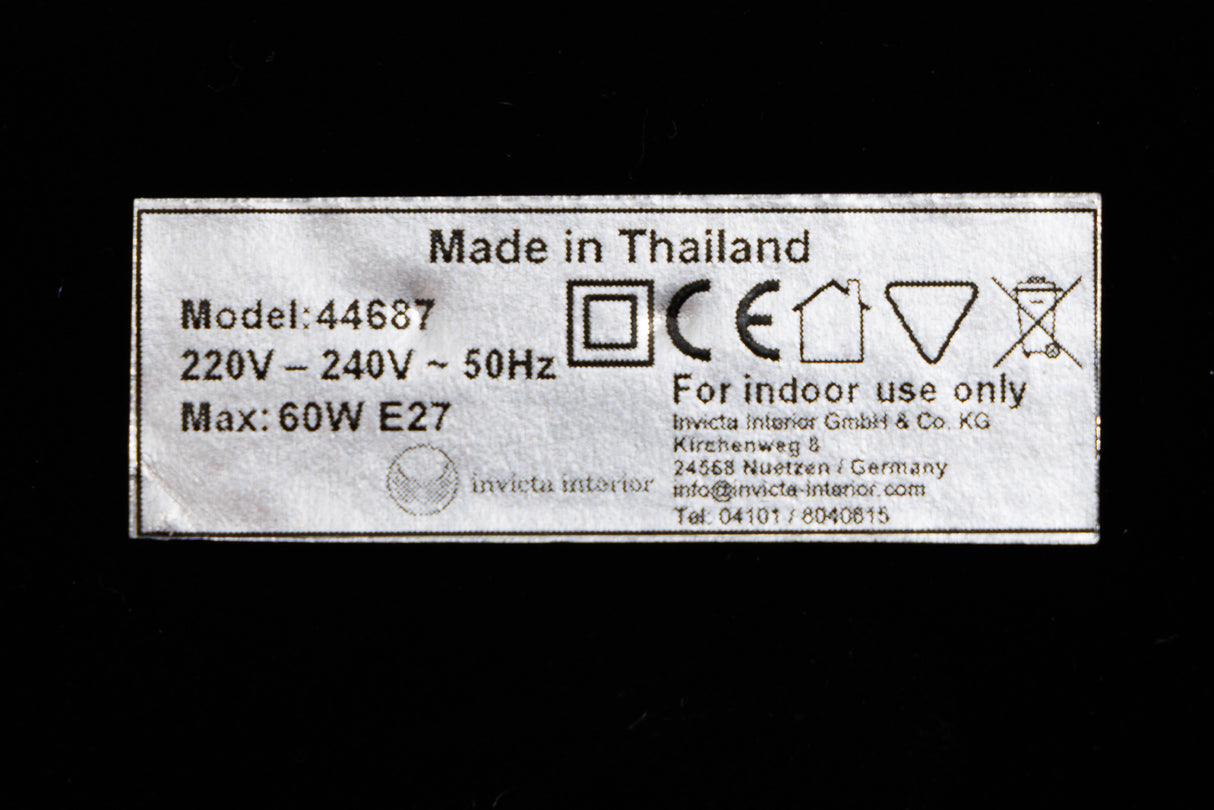 Made in Thailand
Model:44687
220V – 240V ~ 50Hz
Max: 60W E27
invicta interior
CE
For indoor use only
Invicta Interior GmbH & Co. KG
Kirchenweg 8
24568 Nuetzen / Germany
info@invicta-interior.com
Tel: 04101 / 8040615